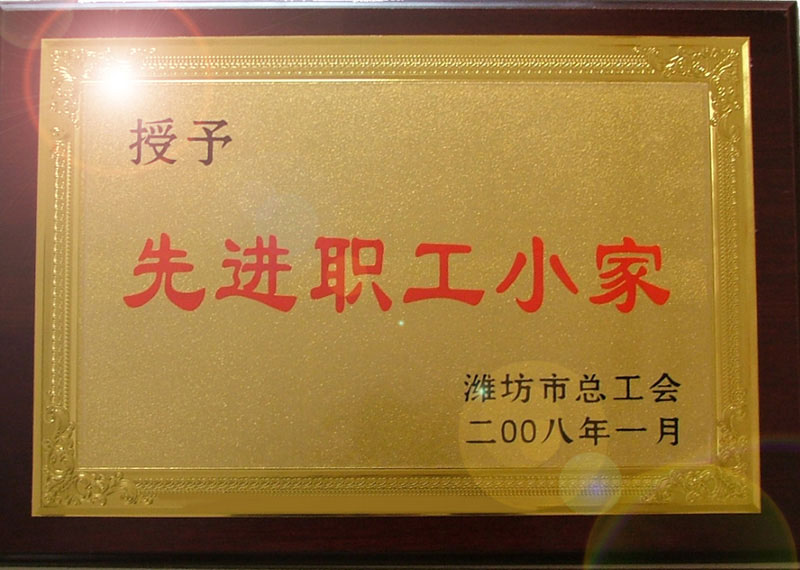 授予
先进职工小家
潍坊市总工会
二00八年一月